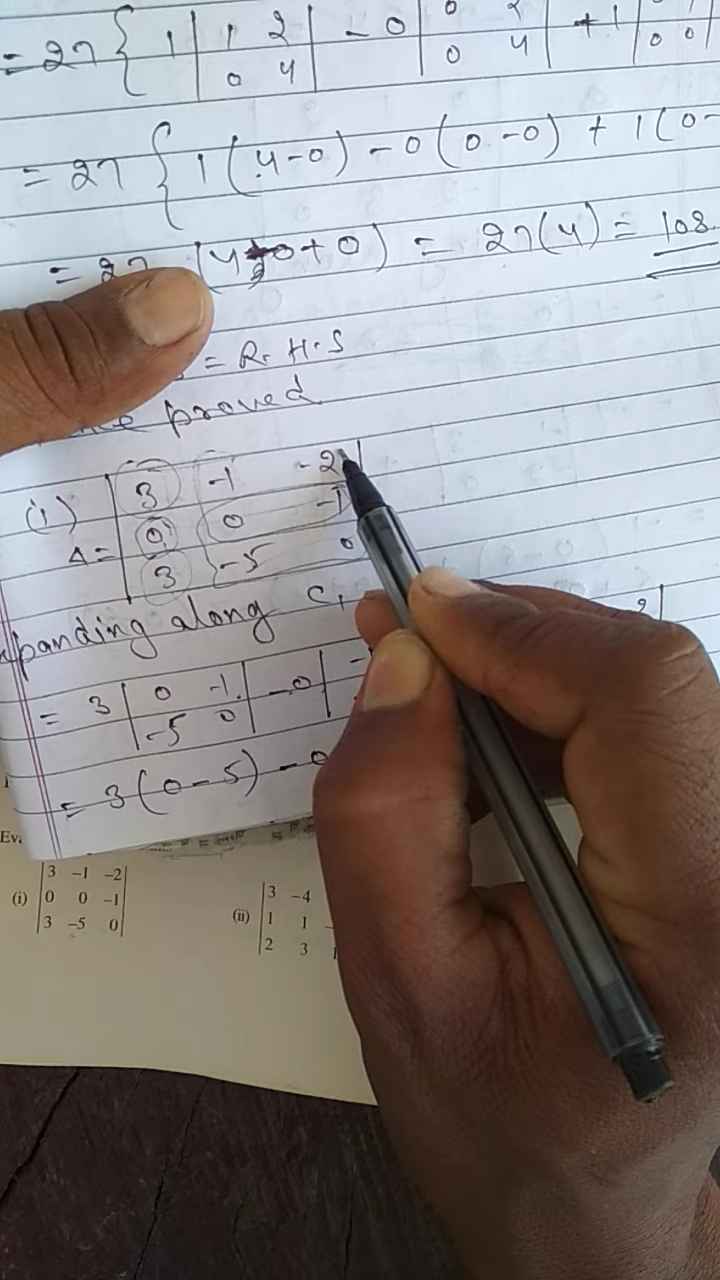 = 27 { 1 | 1 2 | - 0 | 0 2 | + 1 |
0 4 0 4 0 0
= 27 { 1 ( 4-0 ) - 0 ( 0-0 ) + 1 ( 0-
= 27 (4 + 0) = 27(4) = 108
= R.H.S
proved
(i) Δ = | 3 -1 -2 |
| 0 0 -1 |
| 3 -5 0 |
panding along C1
= 3 | 0 -1 | - 0 |
| -5 0 |
= 3 ( 0 - 5 ) - 0
(i) | 3 -1 -2 | (ii) | 3 -4
| 0 0 -1 | | 1 1
| 3 -5 0 | | 2 3